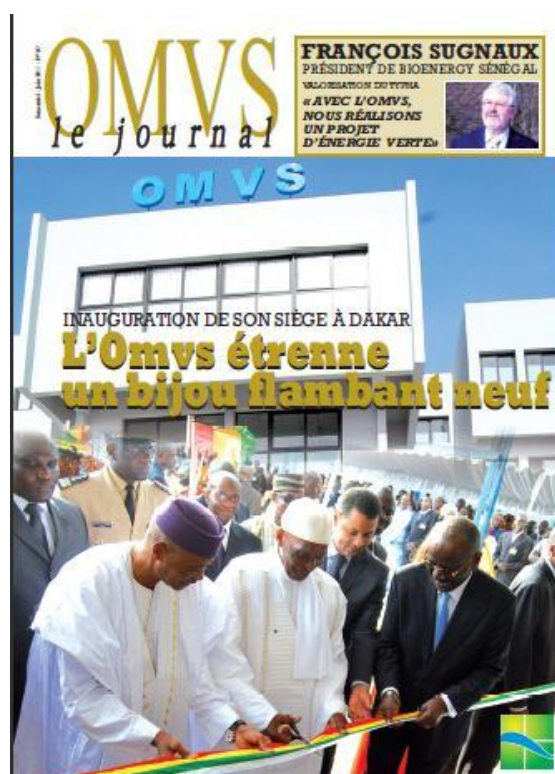 OMVS
le journal
FRANÇOIS SUGNAUX
PRÉSIDENT DE BIOENERGY SÉNÉGAL
VALORISATION DU TYPHA
« AVEC L'OMVS,
NOUS RÉALISONS
UN PROJET
D'ÉNERGIE VERTE»
OMVS
INAUGURATION DE SON SIÈGE À DAKAR
L'Omvs étrenne
un bijou flambant neuf